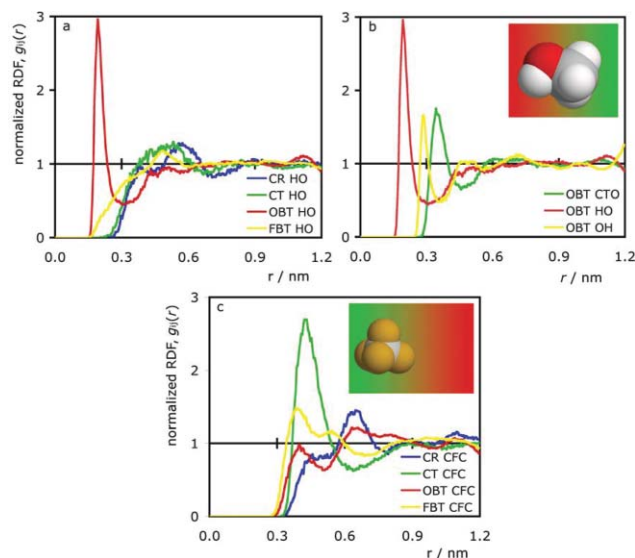 normalized RDF, gij(r)
3
2
1
0
a
CR HO
CT HO
OBT HO
FBT HO
0.0 0.3 0.6 0.9 1.2
r / nm
3
2
1
0
b
OBT CTO
OBT HO
OBT OH
0.0 0.3 0.6 0.9 1.2
r / nm
normalized RDF, gij(r)
3
2
1
0
c
CR CFC
CT CFC
OBT CFC
FBT CFC
0.0 0.3 0.6 0.9 1.2
r / nm